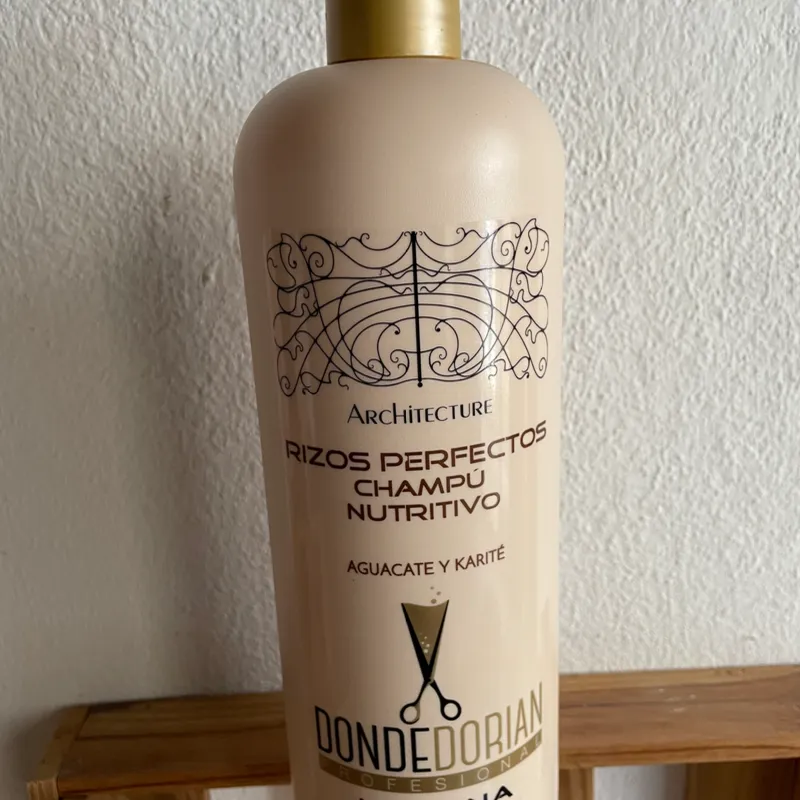 ARCHITECTURE
RIZOS PERFECTOS
CHAMPÚ
NUTRITIVO
AGUACATE Y KARITÉ
DONDEDORIAN
PROFESIONAL